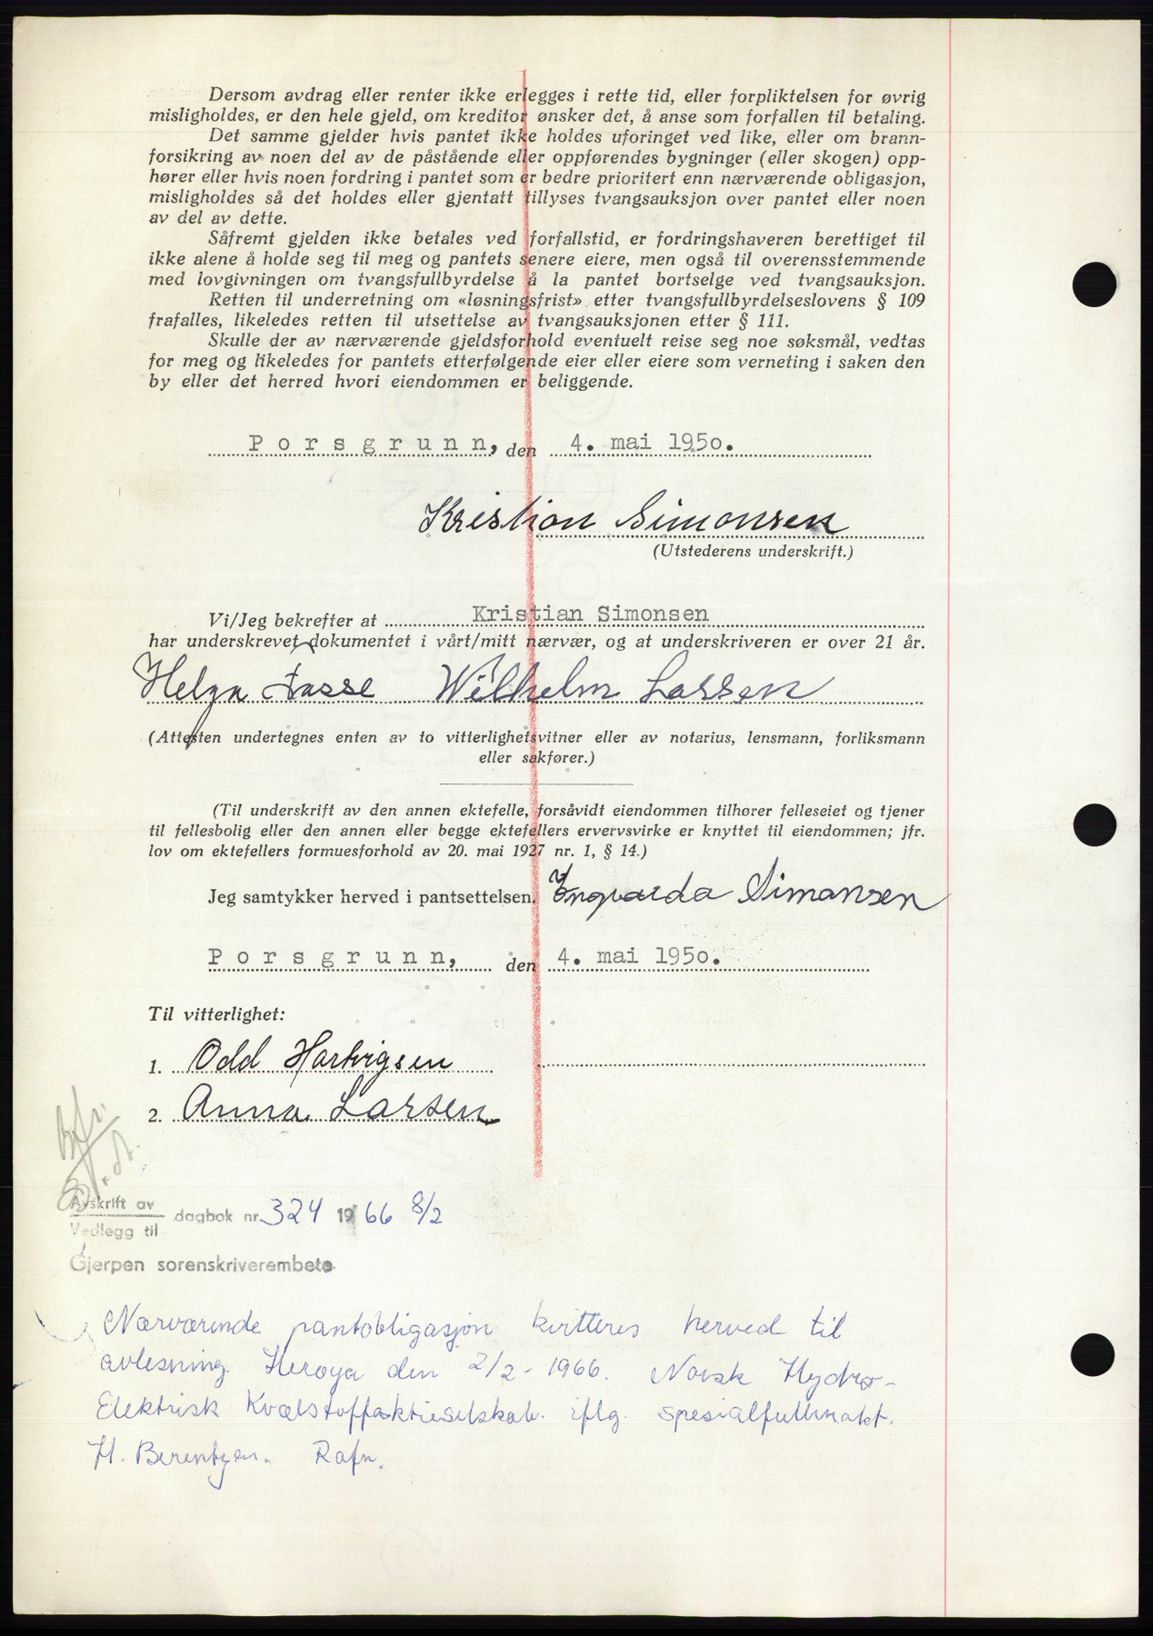 Dersom avdrag eller renter ikke erlegges i rette tid, eller forpliktelsen for øvrig
misligholdes, er den hele gjeld, om kreditor ønsker det, å anse som forfallen til betaling.
Det samme gjelder hvis pantet ikke holdes uforinget ved like, eller om brann-
forsikring av noen del av de påstående eller oppførendes bygninger (eller skogen) opp-
hører eller hvis noen fordring i pantet som er bedre prioritert enn nærværende obligasjon,
misligholdes så det holdes eller gjentatt tillyses tvangsauksjon over pantet eller noen
av del av dette.
Såfremt gjelden ikke betales ved forfallstid, er fordringshaveren berettiget til
ikke alene å holde seg til meg og pantets senere eiere, men også til overensstemmende
med lovgivningen om tvangsfullbyrdelse å la pantet bortselge ved tvangsauksjon.
Retten til underretning om «løsningsfrist» etter tvangsfullbyrdelseslovens § 109
frafalles, likeledes retten til utsettelse av tvangsauksjonen etter § 111.
Skulle der av nærværende gjeldsforhold eventuelt reise seg noe søksmål, vedtas
for meg og likeledes for pantets etterfølgende eier eller eiere som verneting i saken den
by eller det herred hvori eiendommen er beliggende.
Porsgrunn, den 4. mai 1950.
Kristian Simonsen
(Utstederens underskrift.)
Vi/Jeg bekrefter at Kristian Simonsen
har underskrevet dokumentet i vårt/mitt nærvær, og at underskriveren er over 21 år.
Helga Aasse Wilhelm Larsen
(Attesten undertegnes enten av to vitterlighetsvitner eller av notarius, lensmann, forliksmann
eller sakfører.)
(Til underskrift av den annen ektefelle, forsåvidt eiendommen tilhører felleseiet og tjener
til fellesbolig eller den annen eller begge ektefellers ervervsvirke er knyttet til eiendommen; jfr.
lov om ektefellers formuesforhold av 20. mai 1927 nr. 1, § 14.)
Jeg samtykker herved i pantsettelsen. Yngvarda Simonsen
Porsgrunn, den 4. mai 1950.
Til vitterlighet:
1. Odd Hartvigsen
2. Anna Larsen
Avskrift av
Vedlegg til
dagbok nr. 324 1966 8/2
Gjerpen sorenskriverembete
Nærværende pantobligasjon kvitteres herved til
avlesning. Herøya den 2/2-1966. Norsk Hydro-
Elektrisk Kvælstoffaktieselskab. iflg. spesialfullmakt.
H. Berentzen. Rafn.